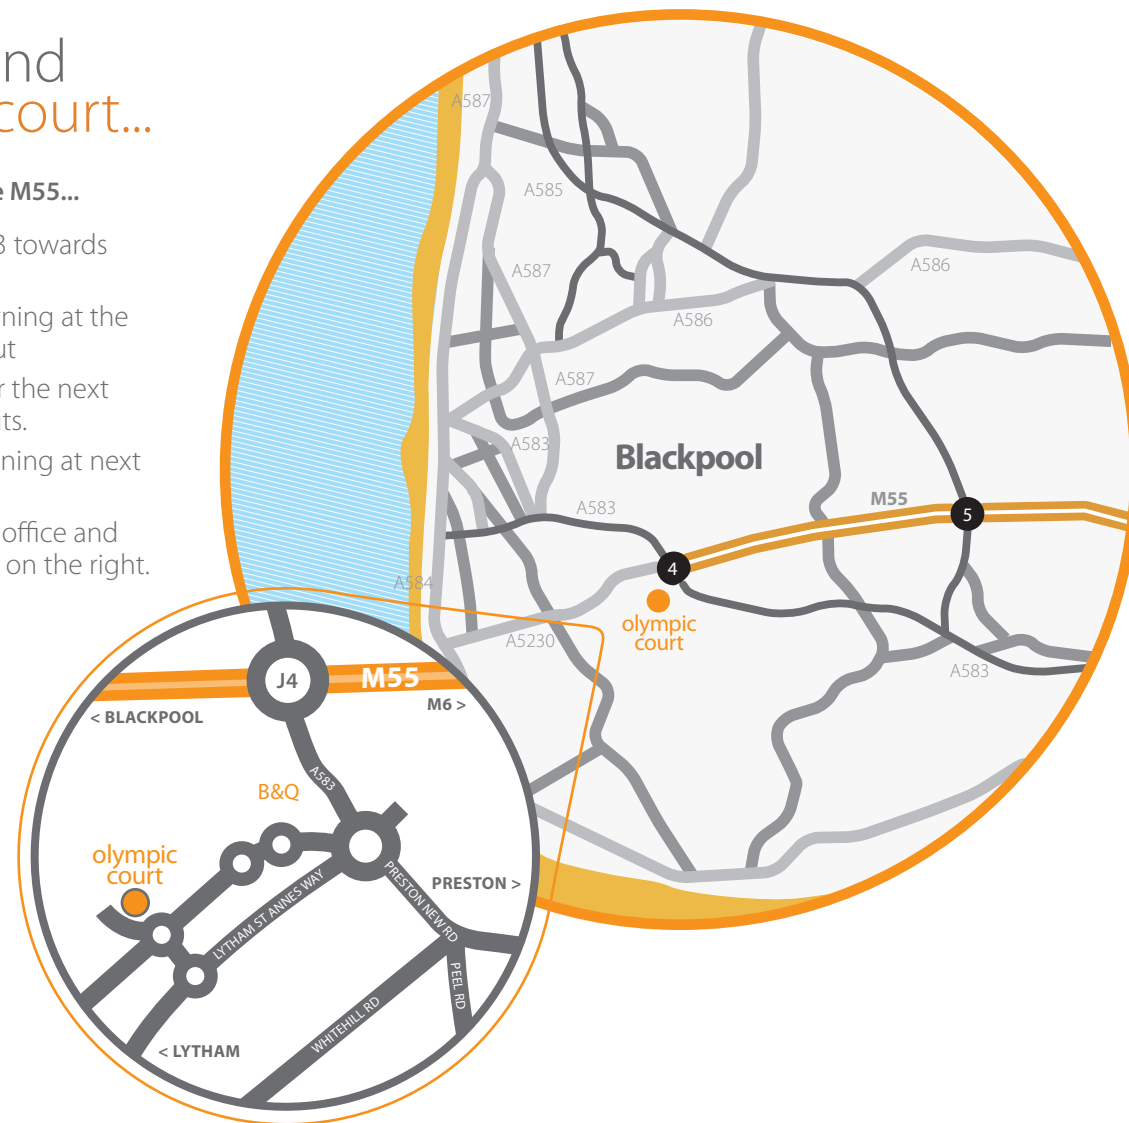 nd
court...
e M55...
3 towards
rning at the
ut
r the next
uts.
ning at next
office and
on the right.
A587
A585
A587
A586
A586
A587
A583
Blackpool
A583
M55
5
4
A584
olympic
court
A5230
A583
J4
M55
< BLACKPOOL
M6 >
A583
B&Q
olympic
court
PRESTON NEW RD
PRESTON >
LYTHAM ST ANNES WAY
PEEL RD
WHITEHILL RD
< LYTHAM